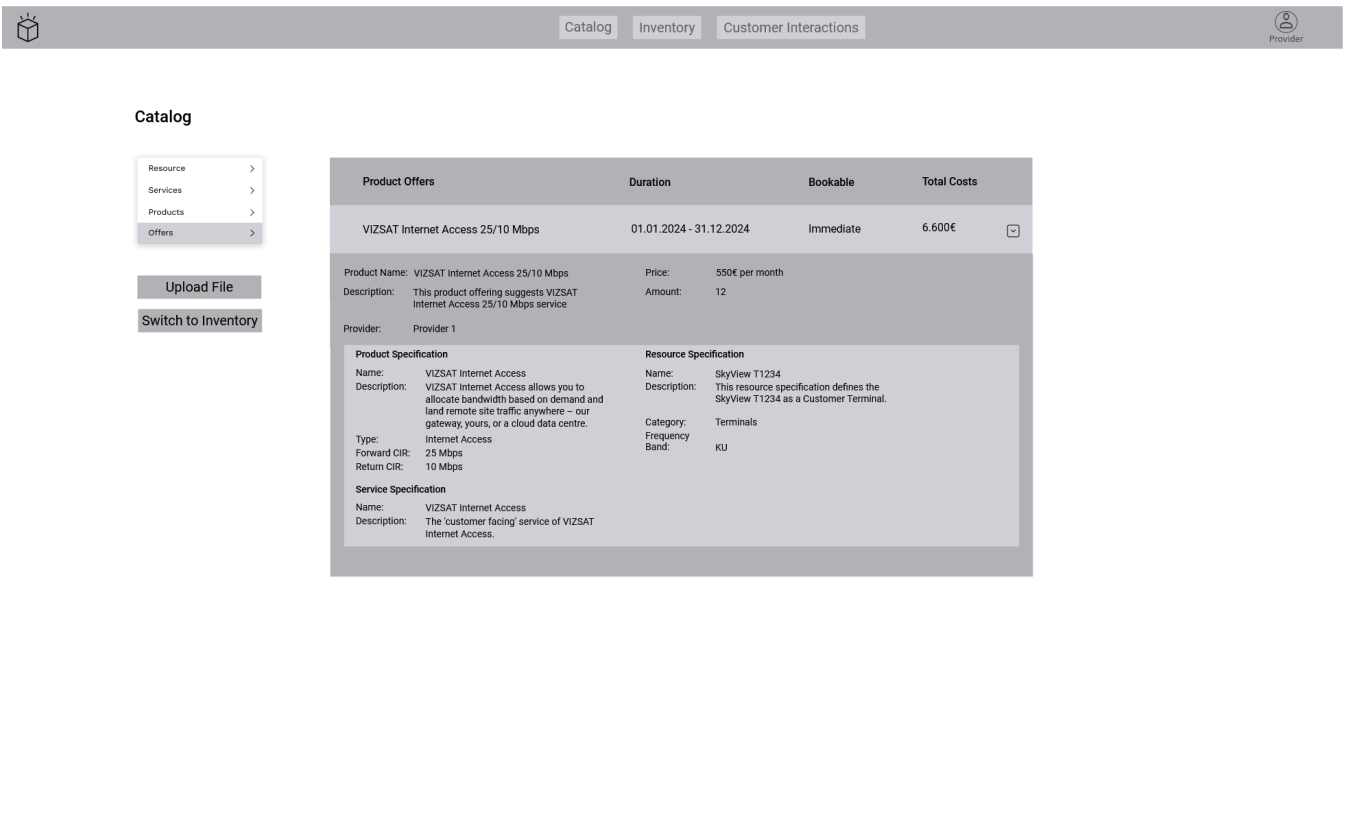 Catalog Inventory Customer Interactions
Provider
Catalog
Resource
Services
Products
Offers
Upload File
Switch to Inventory
Product Offers Duration Bookable Total Costs
VIZSAT Internet Access 25/10 Mbps 01.01.2024 - 31.12.2024 Immediate 6.600€
Product Name: VIZSAT Internet Access 25/10 Mbps Price: 550€ per month
Description: This product offering suggests VIZSAT Amount: 12
Internet Access 25/10 Mbps service
Provider: Provider 1
Product Specification
Name: VIZSAT Internet Access
Description: VIZSAT Internet Access allows you to
allocate bandwidth based on demand and
land remote site traffic anywhere – our
gateway, yours, or a cloud data centre.
Type: Internet Access
Forward CIR: 25 Mbps
Return CIR: 10 Mbps
Service Specification
Name: VIZSAT Internet Access
Description: The 'customer facing' service of VIZSAT
Internet Access.
Resource Specification
Name: SkyView T1234
Description: This resource specification defines the
SkyView T1234 as a Customer Terminal.
Category: Terminals
Frequency
Band: KU